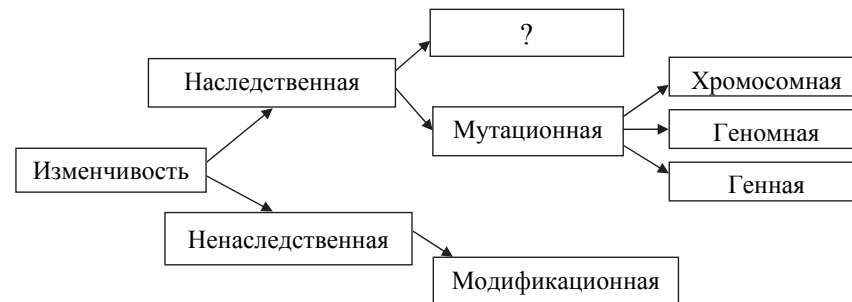 ?
Наследственная
Хромосомная
Мутационная
Геномная
Изменчивость
Генная
Ненаследственная
Модификационная